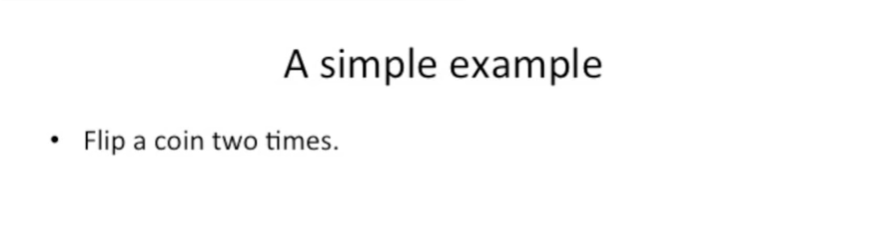 A simple example
• Flip a coin two times.